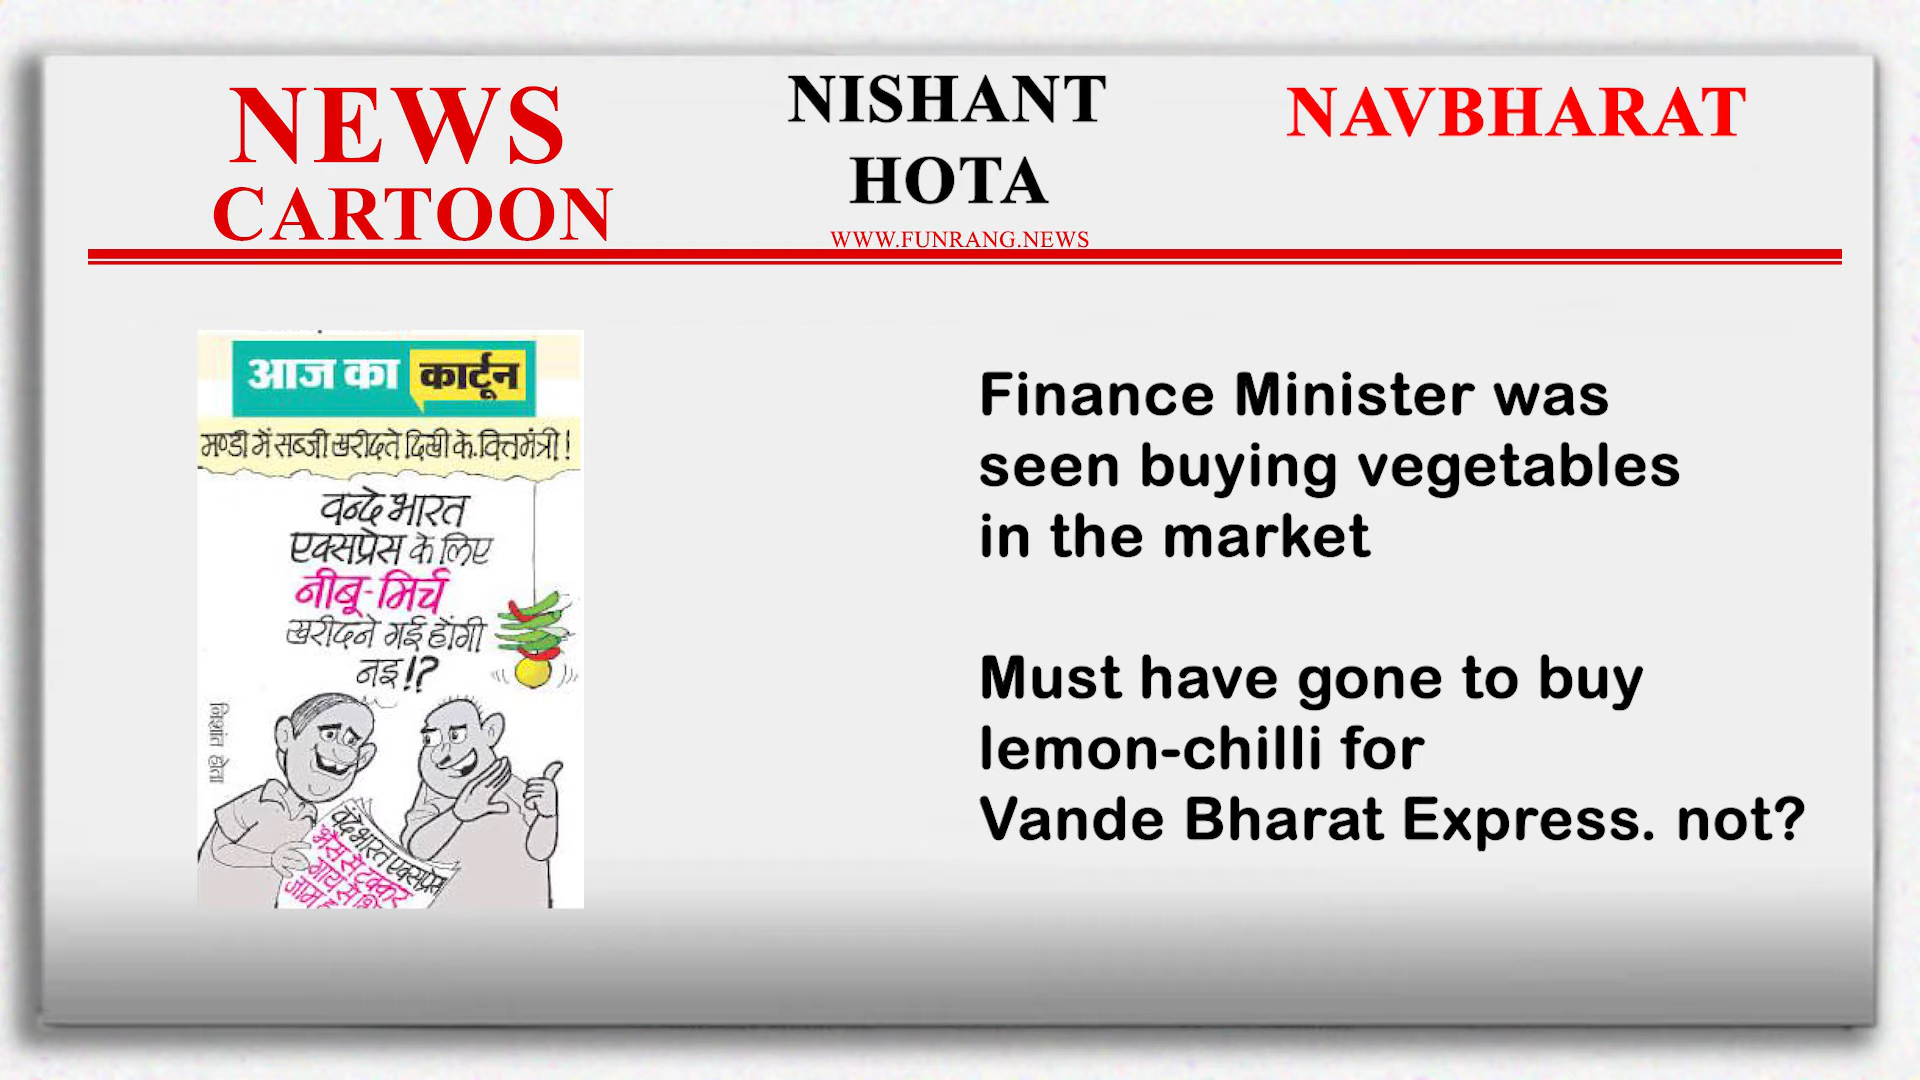 NEWS
CARTOON
NISHANT
HOTA
WWW.FUNRANG.NEWS
NAVBHARAT
आज का कार्टून
मण्डी में सब्जी खरीदते दिखी के. वित्तमंत्री!
वन्दे भारत
एक्सप्रेस के लिए
नीबू-मिर्च
खरीदने गई होंगी
नइ!?
निशांत होता
वंदे भारत एक्सप्रेस
भैंस से टक्कर
गाय से
जाम
Finance Minister was
seen buying vegetables
in the market
Must have gone to buy
lemon-chilli for
Vande Bharat Express. not?